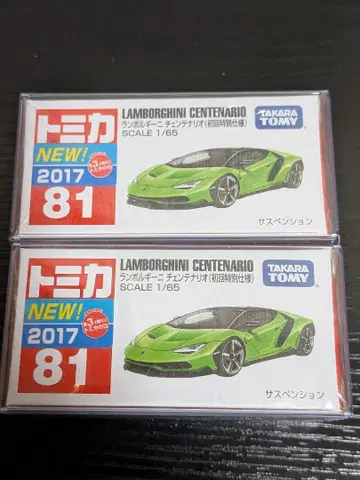 トミカ
NEW!
2017
81
LAMBORGHINI CENTENARIO
ランボルギーニ チェンテナリオ(初回特別仕様)
SCALE 1/65
TAKARA
TOMY
サスペンション
トミカ
NEW!
2017
81
LAMBORGHINI CENTENARIO
ランボルギーニ チェンテナリオ(初回特別仕様)
SCALE 1/65
TAKARA
TOMY
サスペンション